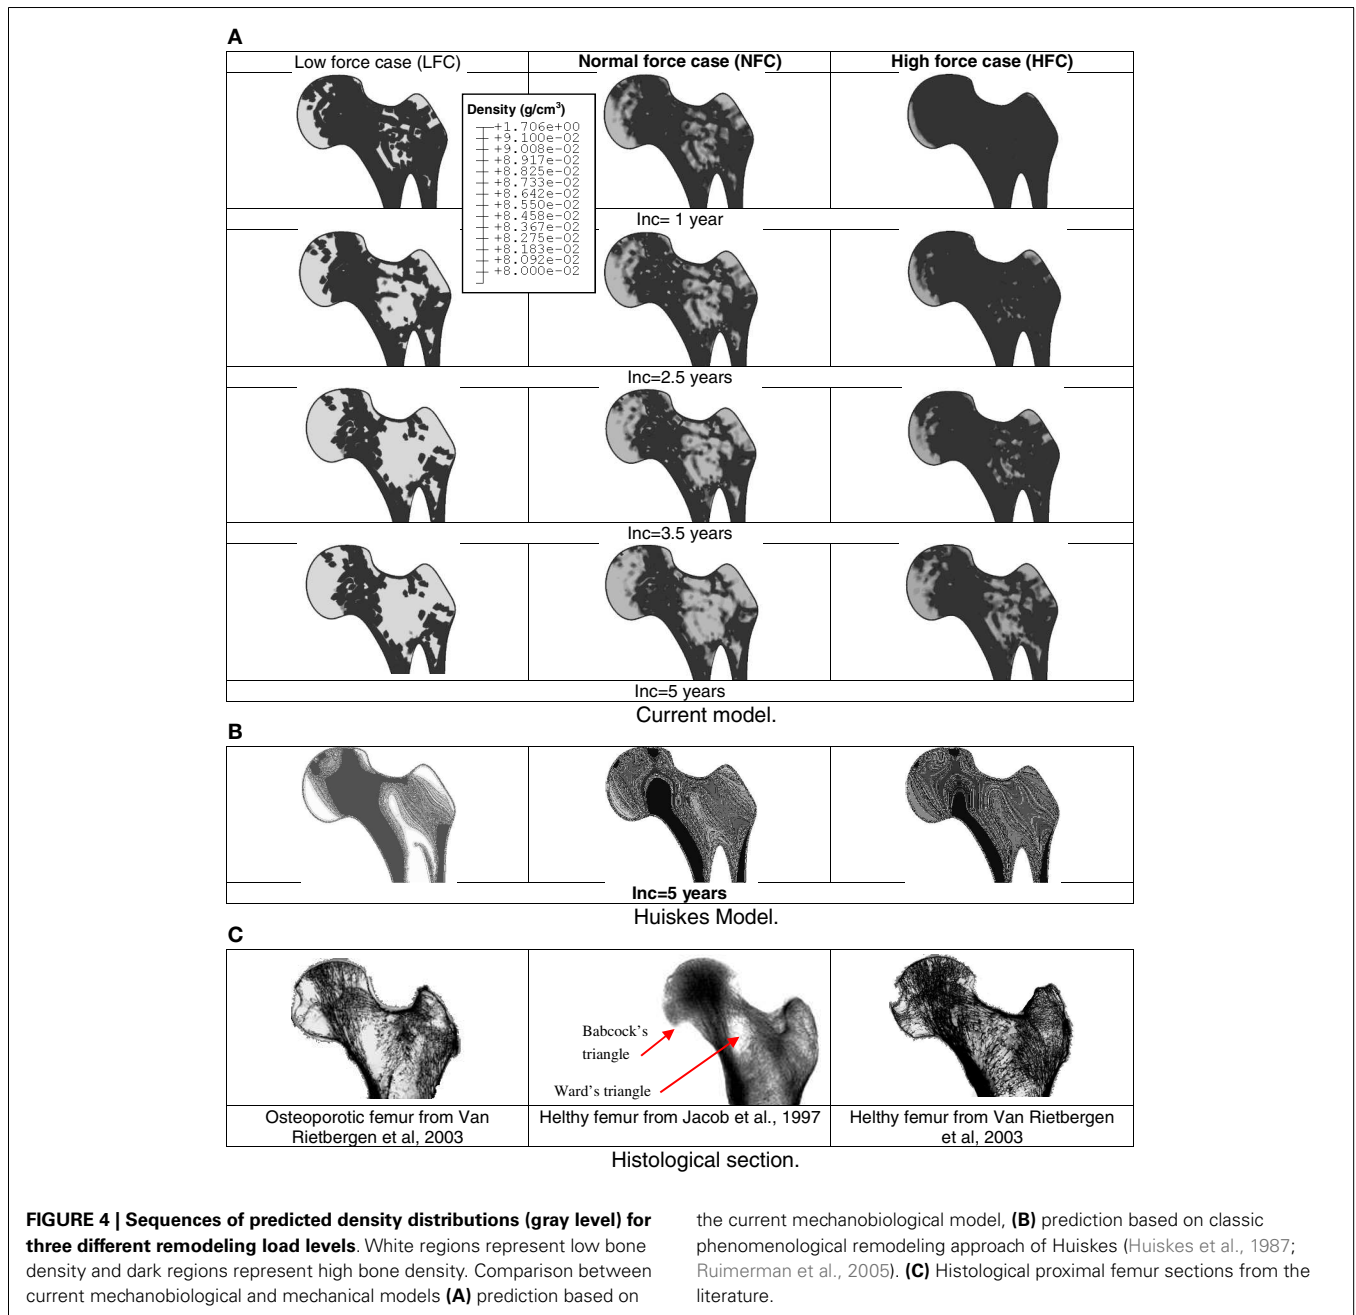 A
Low force case (LFC)
Normal force case (NFC)
High force case (HFC)
Density (g/cm³)
+1.706e+00
+9.100e-02
+9.008e-02
+8.917e-02
+8.825e-02
+8.733e-02
+8.642e-02
+8.550e-02
+8.458e-02
+8.367e-02
+8.275e-02
+8.183e-02
+8.092e-02
+8.000e-02
Inc= 1 year
Inc=2.5 years
Inc=3.5 years
Inc=5 years
Current model.
B
Inc=5 years
Huiskes Model.
C
Babcock's
triangle
Ward's triangle
Osteoporotic femur from Van
Rietbergen et al, 2003
Helthy femur from Jacob et al., 1997
Helthy femur from Van Rietbergen
et al, 2003
Histological section.
FIGURE 4 | Sequences of predicted density distributions (gray level) for
three different remodeling load levels. White regions represent low bone
density and dark regions represent high bone density. Comparison between
current mechanobiological and mechanical models (A) prediction based on
the current mechanobiological model, (B) prediction based on classic
phenomenological remodeling approach of Huiskes (Huiskes et al., 1987;
Ruimerman et al., 2005). (C) Histological proximal femur sections from the
literature.